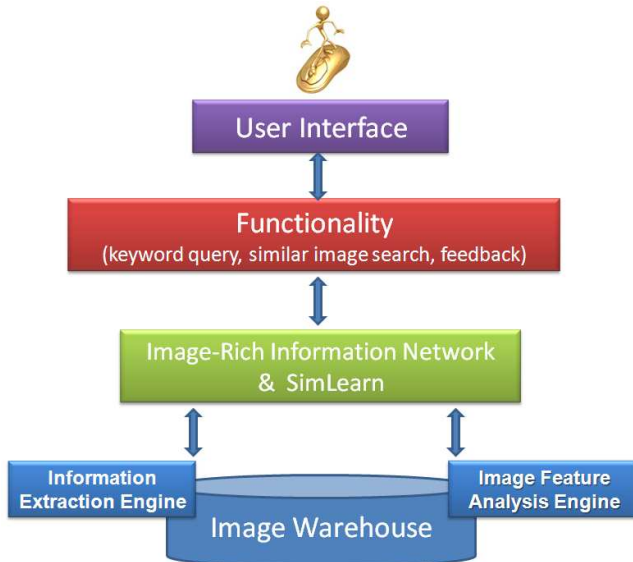 User Interface
Functionality
(keyword query, similar image search, feedback)
Image-Rich Information Network
& SimLearn
Information
Extraction Engine
Image Feature
Analysis Engine
Image Warehouse